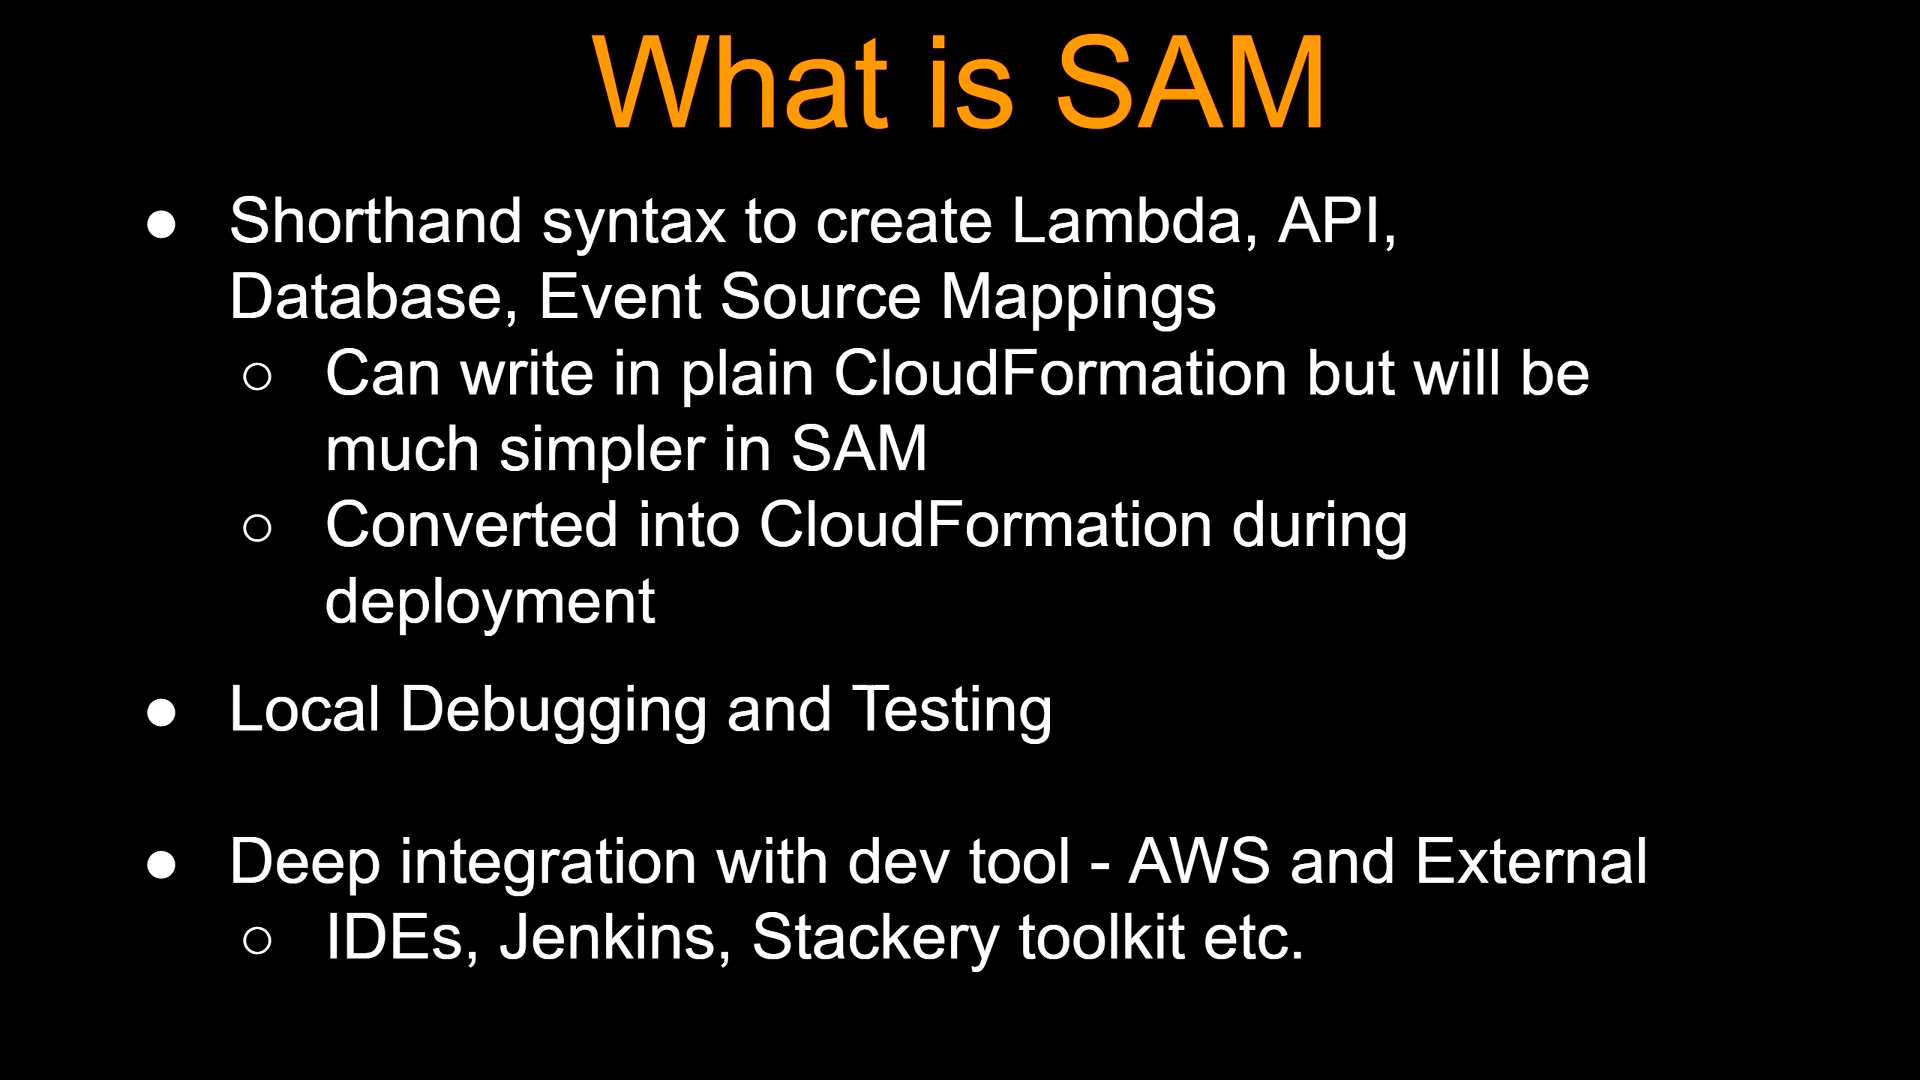 What is SAM
● Shorthand syntax to create Lambda, API,
Database, Event Source Mappings
○ Can write in plain CloudFormation but will be
much simpler in SAM
○ Converted into CloudFormation during
deployment
● Local Debugging and Testing
● Deep integration with dev tool - AWS and External
○ IDEs, Jenkins, Stackery toolkit etc.